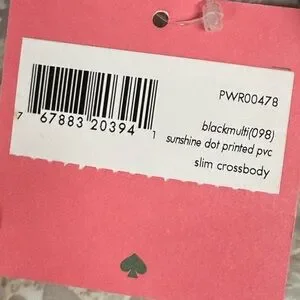 PWR00478
7 67883 20394 1
blackmulti(098)
sunshine dot printed pvc
slim crossbody